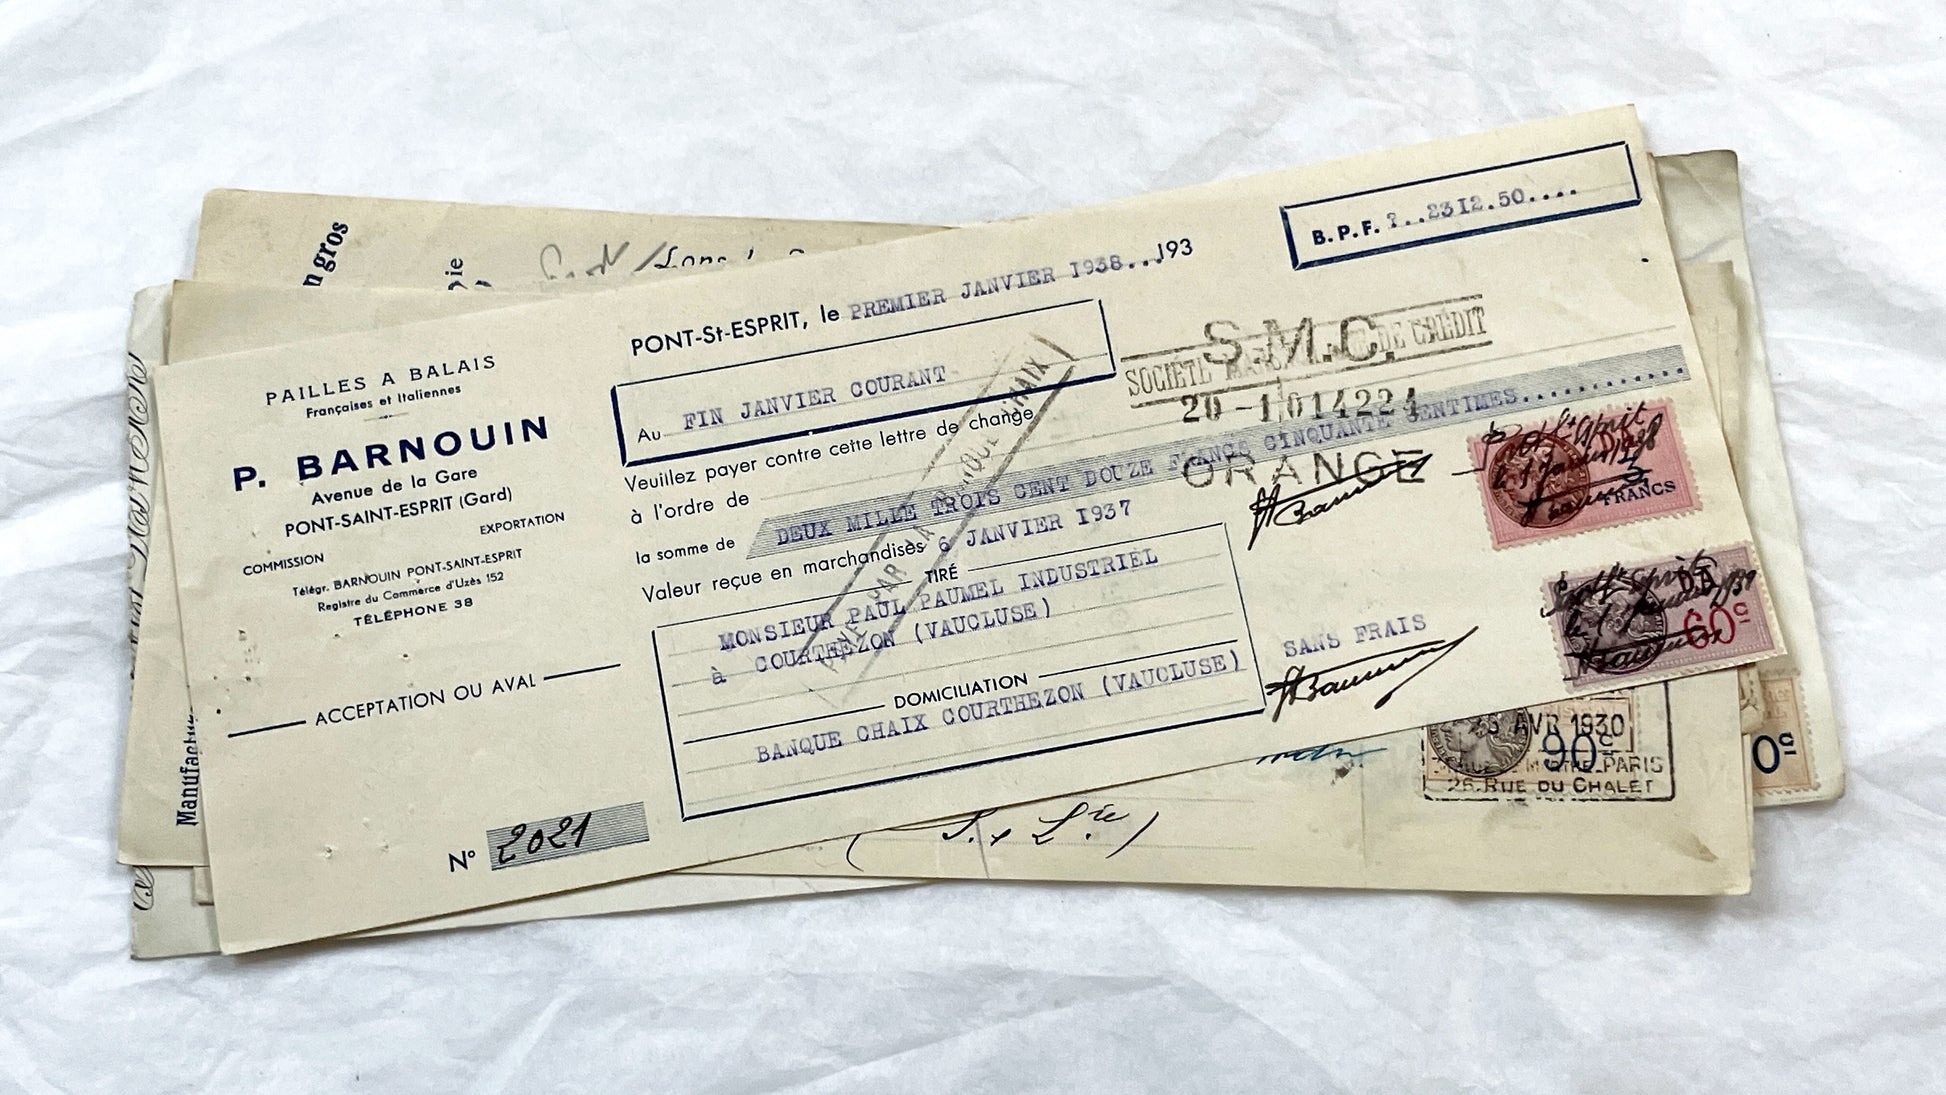 n gros
PAILLES A BALAIS
Françaises et Italiennes
P. BARNOUIN
Avenue de la Gare
PONT-SAINT-ESPRIT (Gard)
COMMISSION EXPORTATION
Télégr. BARNOUIN PONT-SAINT-ESPRIT
Registre du Commerce d'Uzès 152
TÉLÉPHONE 38
ACCEPTATION OU AVAL
N° 2021
PONT-St-ESPRIT, le PREMIER JANVIER 1938...193
B.P.F. ?..2312.50....
Au FIN JANVIER COURANT
Veuillez payer contre cette lettre de change
à l'ordre de
la somme de DEUX MILLE TROIS CENT DOUZE FRANCS CINQUANTE CENTIMES...........
Valeur reçue en marchandises 6 JANVIER 1937
TIRÉ
MONSIEUR PAUL PAUMEL INDUSTRIEL
à COURTHEZON (VAUCLUSE)
DOMICILIATION
BANQUE CHAIX COURTHEZON (VAUCLUSE)
S.M.C.
SOCIÉTÉ DE CRÉDIT
20-1 014224
ORANGE
SANS FRAIS
5
FRANCS
60c
AVR 1930
90c
PARIS
26, RUE DU CHALET
0c